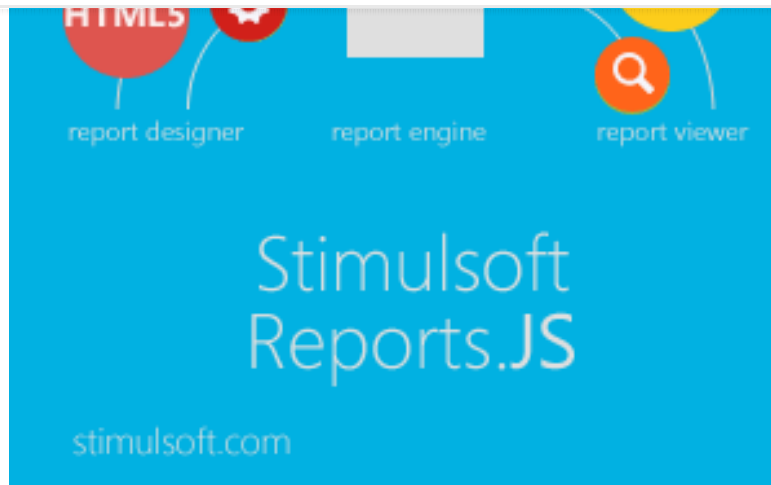 HTML5
report designer
report engine
report viewer
Stimulsoft
Reports.JS
stimulsoft.com